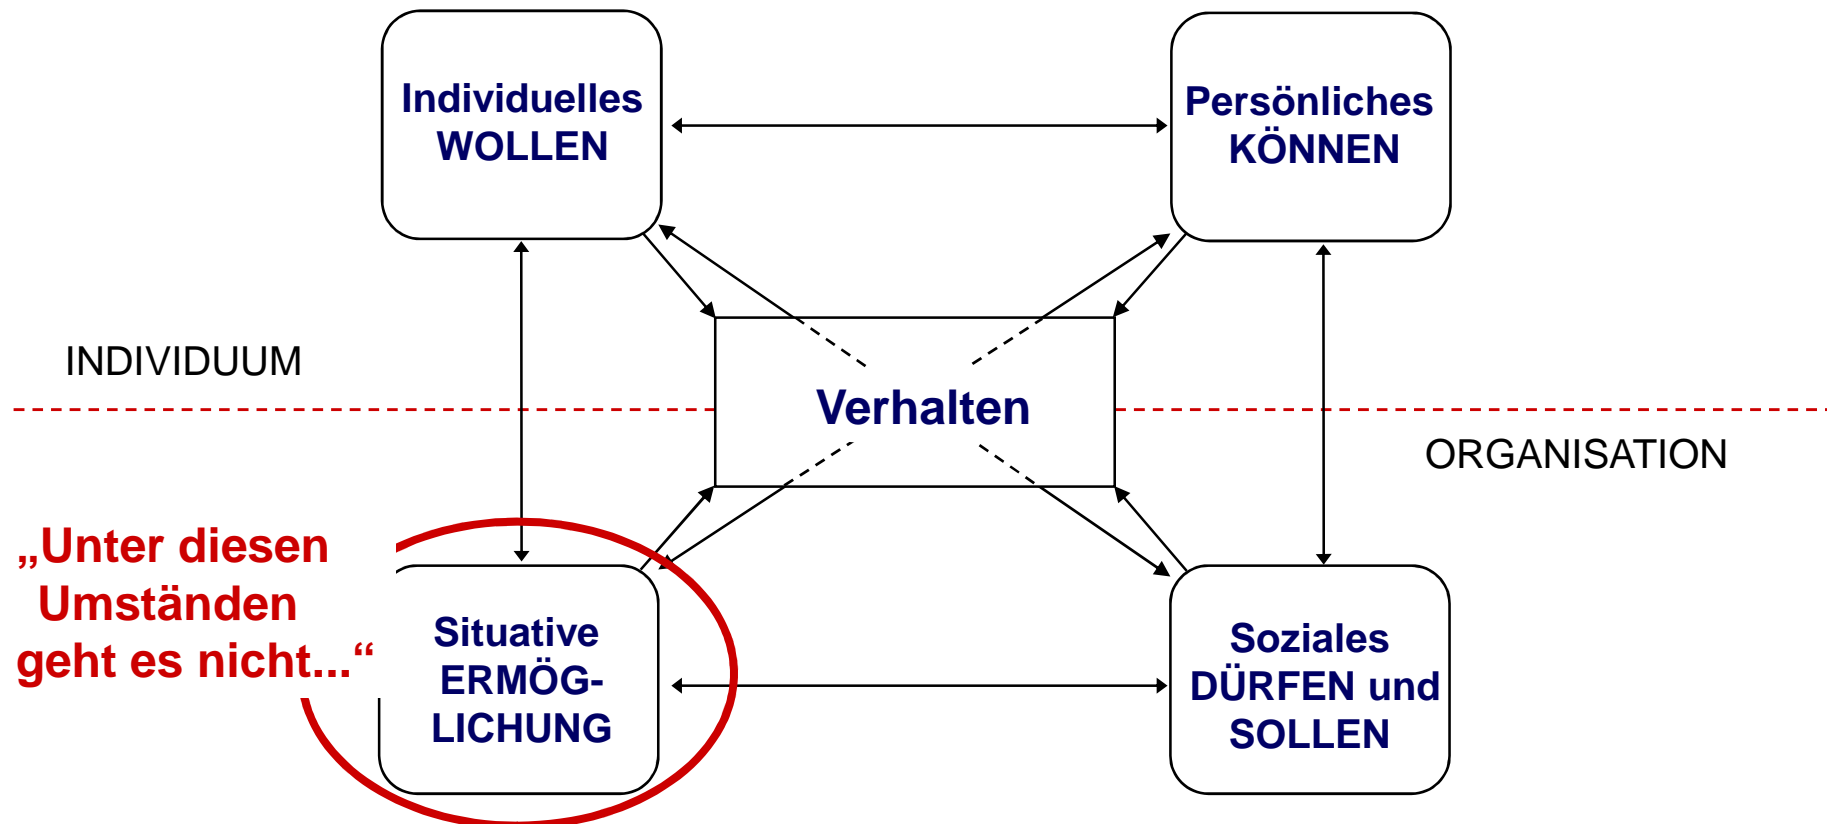 Individuelles
WOLLEN
Persönliches
KÖNNEN
INDIVIDUUM
Verhalten
ORGANISATION
„Unter diesen
Umständen
geht es nicht...“
Situative
ERMÖG-
LICHUNG
Soziales
DÜRFEN und
SOLLEN